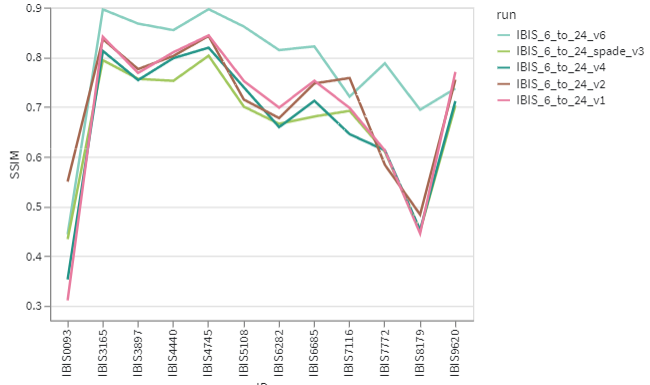 run
IBIS_6_to_24_v6
IBIS_6_to_24_spade_v3
IBIS_6_to_24_v4
IBIS_6_to_24_v2
IBIS_6_to_24_v1
SSIM
0.9
0.8
0.7
0.6
0.5
0.4
0.3
IBIS0093
IBIS3165
IBIS3897
IBIS4440
IBIS4745
IBIS5108
IBIS6282
IBIS6685
IBIS7116
IBIS7772
IBIS8179
IBIS9620